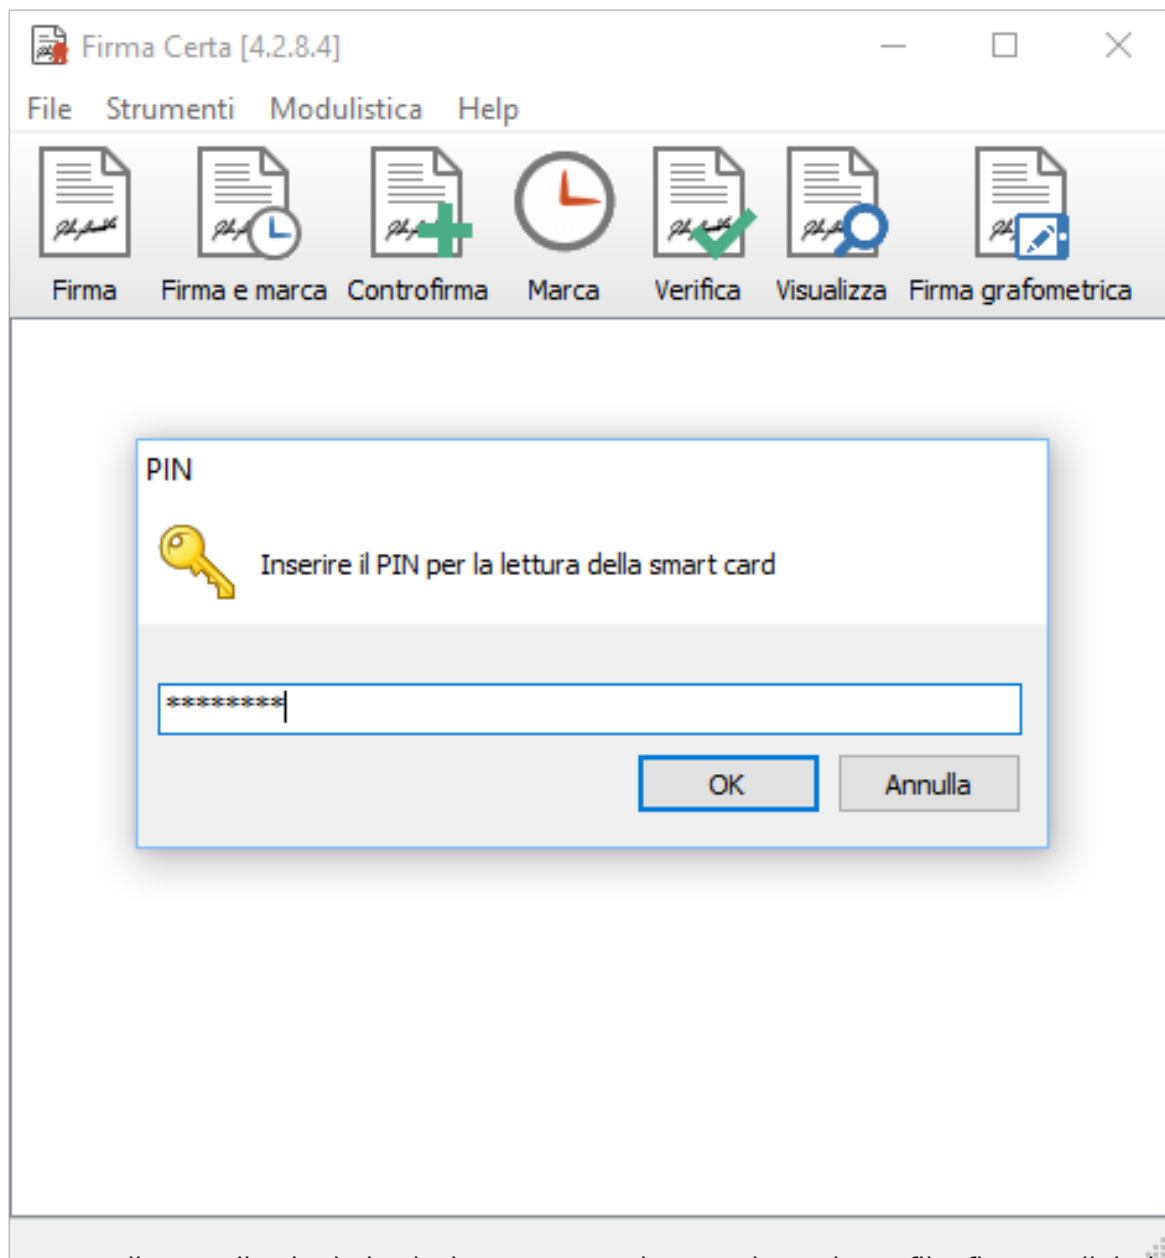 Firma Certa [4.2.8.4]
File Strumenti Modulistica Help
Firma Firma e marca Controfirma Marca Verifica Visualizza Firma grafometrica
PIN
Inserire il PIN per la lettura della smart card
********
OK Annulla